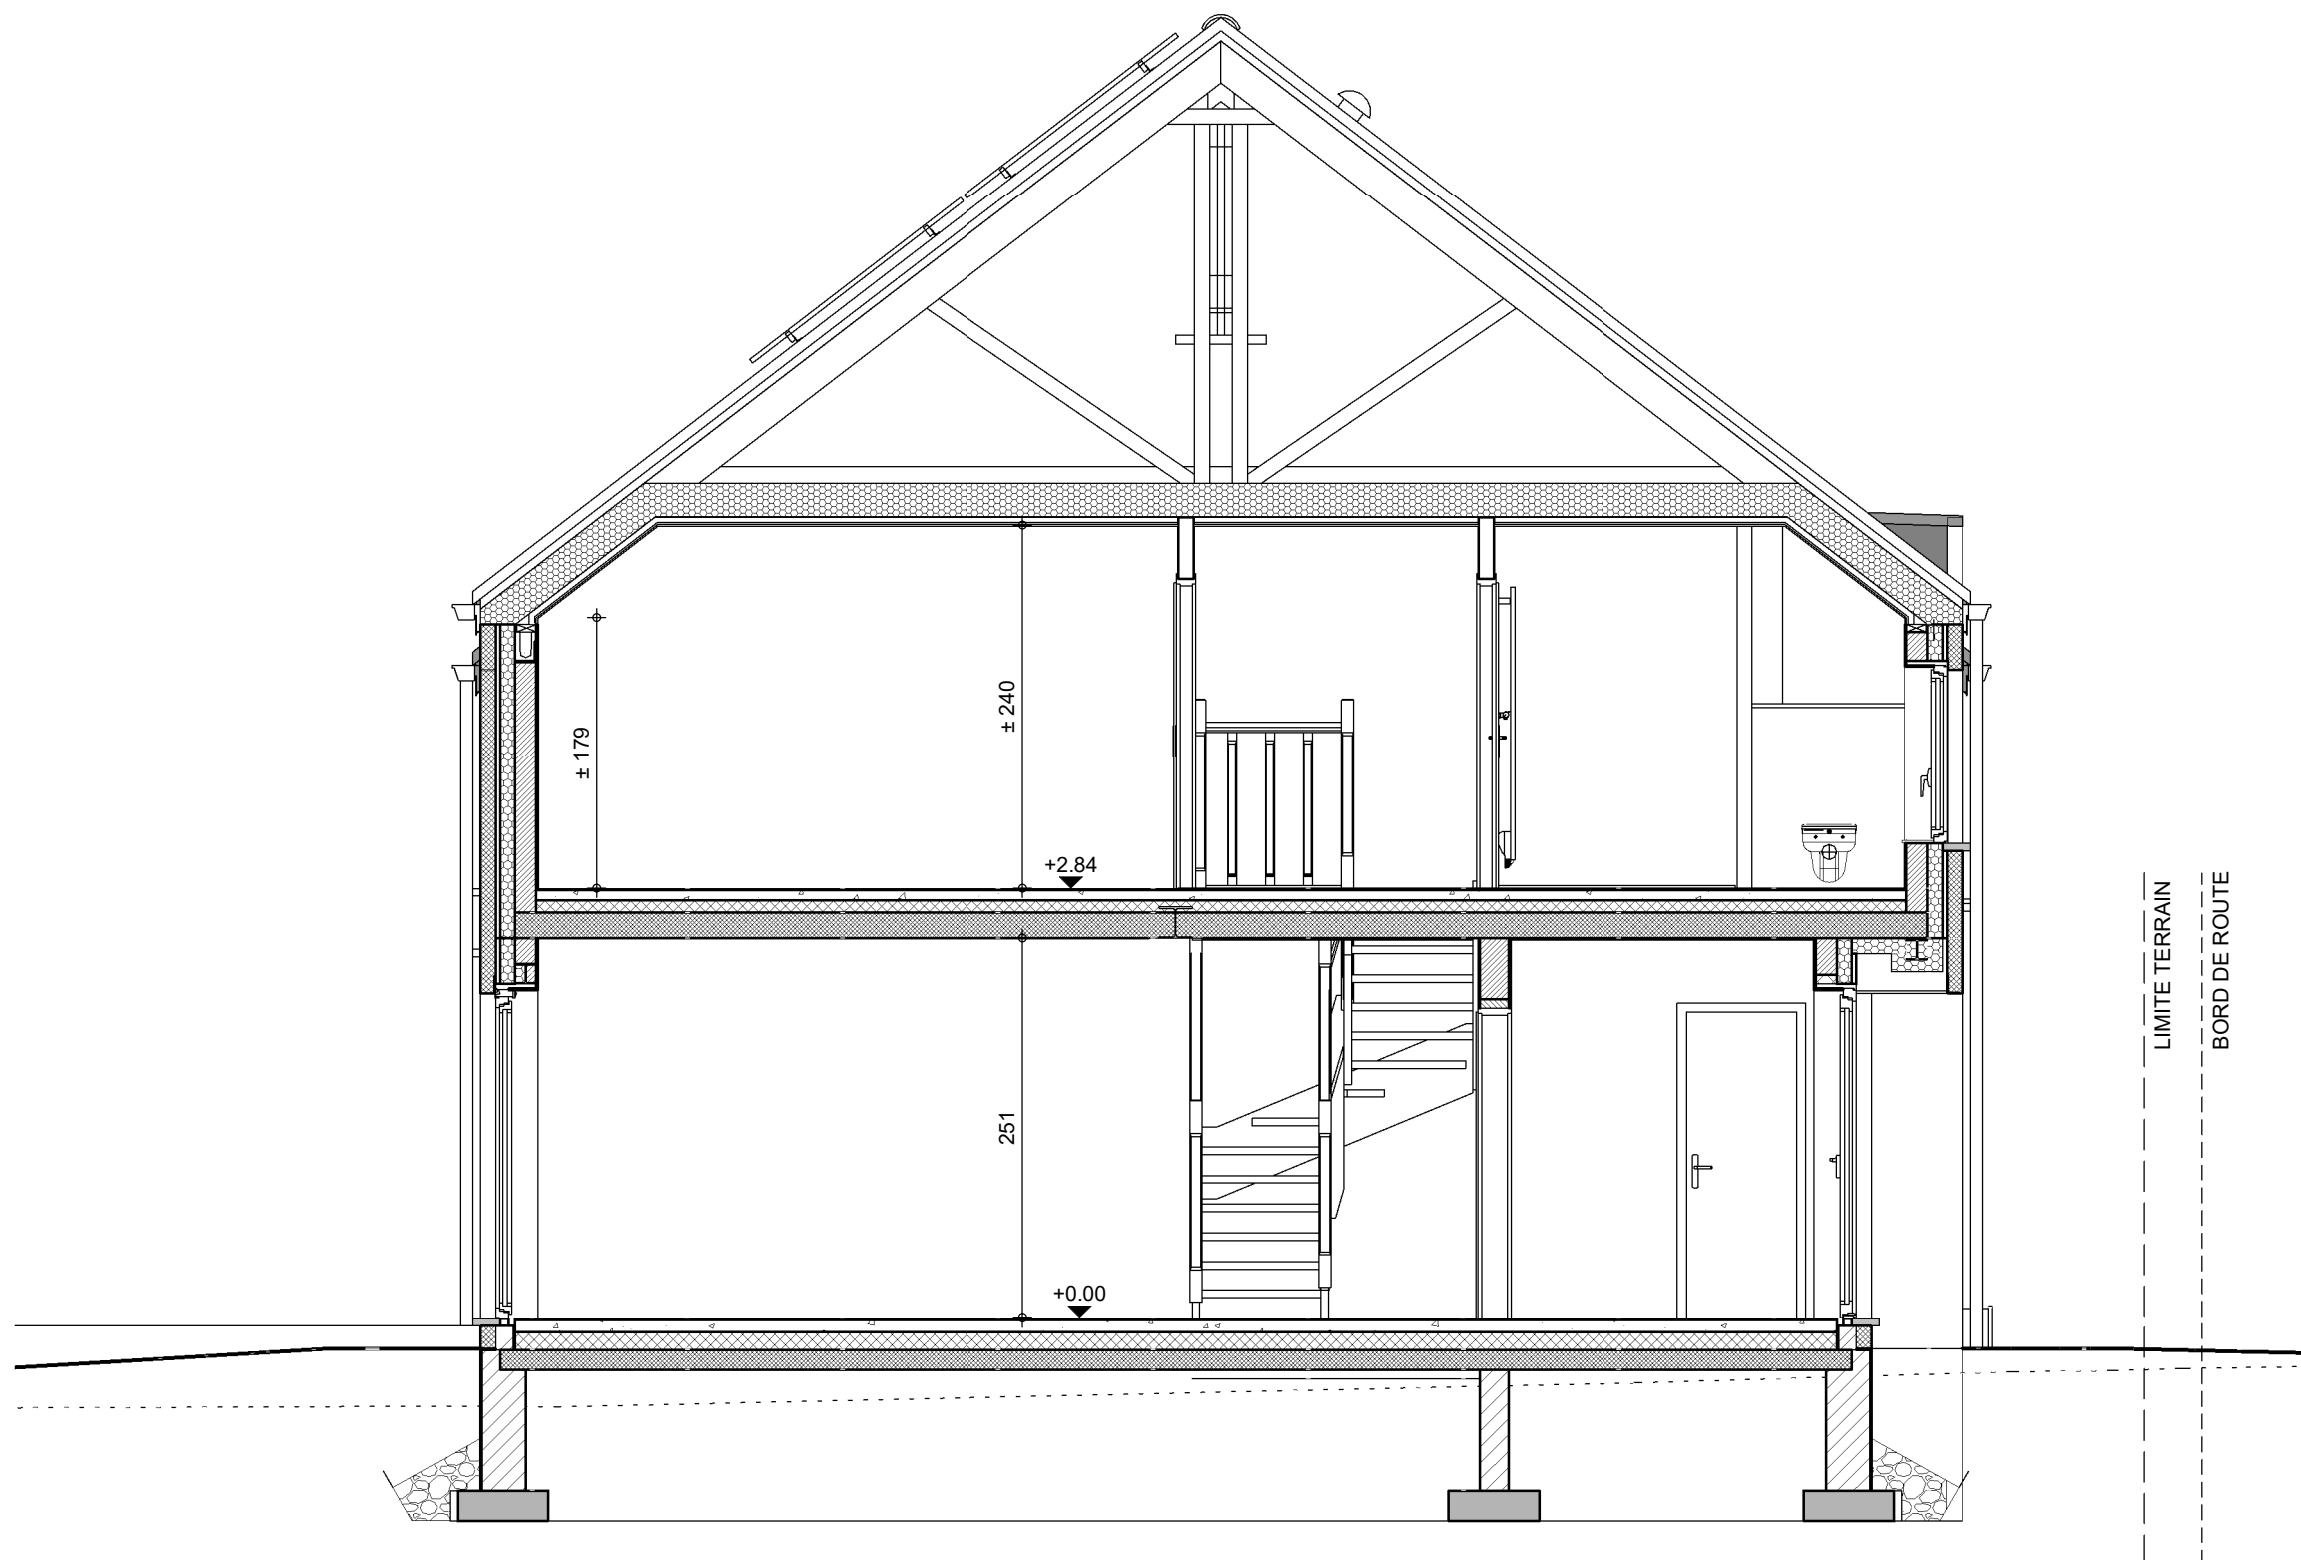 ± 240
± 179
+2.84
LIMITE TERRAIN
BORD DE ROUTE
251
+0.00